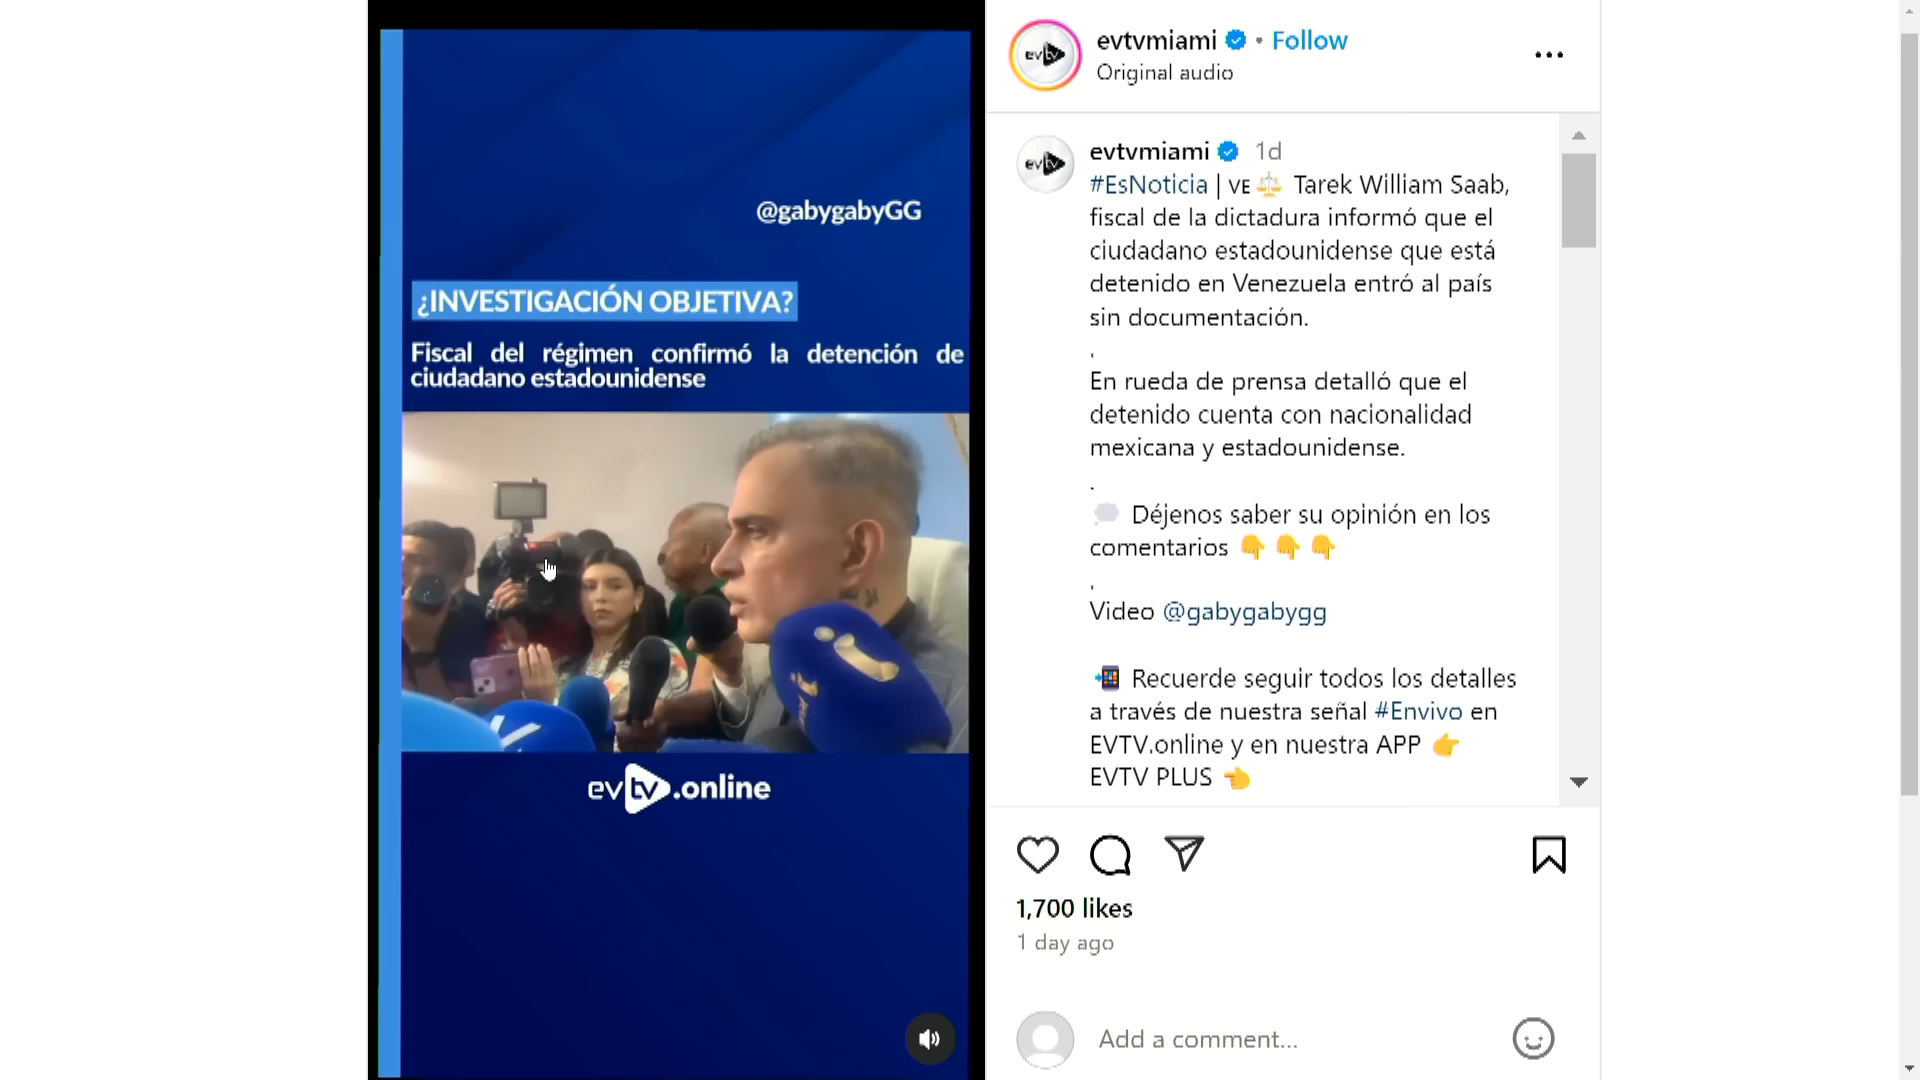 @gabygabyGG
¿INVESTIGACIÓN OBJETIVA?
Fiscal del régimen confirmó la detención de
ciudadano estadounidense
evtv.online
evtv
evtvmiami • Follow
Original audio
evtv
evtvmiami 1d
#EsNoticia | VE ⚖️ Tarek William Saab,
fiscal de la dictadura informó que el
ciudadano estadounidense que está
detenido en Venezuela entró al país
sin documentación.
.
En rueda de prensa detalló que el
detenido cuenta con nacionalidad
mexicana y estadounidense.
.
💭 Déjenos saber su opinión en los
comentarios 👇👇👇
.
Video @gabygabygg
📲 Recuerde seguir todos los detalles
a través de nuestra señal #Envivo en
EVTV.online y en nuestra APP 👉
EVTV PLUS 👈
1,700 likes
1 day ago
Add a comment...